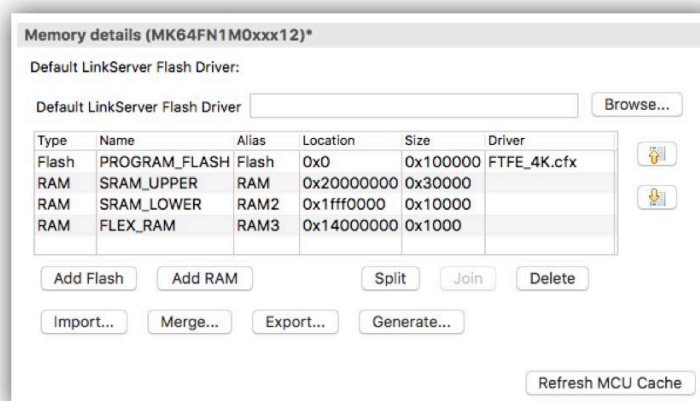 Memory details (MK64FN1M0xxx12)*
Default LinkServer Flash Driver:
Default LinkServer Flash Driver Browse...
Type Name Alias Location Size Driver
Flash PROGRAM_FLASH Flash 0x0 0x100000 FTFE_4K.cfx
RAM SRAM_UPPER RAM 0x20000000 0x30000
RAM SRAM_LOWER RAM2 0x1fff0000 0x10000
RAM FLEX_RAM RAM3 0x14000000 0x1000
Add Flash Add RAM Split Join Delete
Import... Merge... Export... Generate...
Refresh MCU Cache